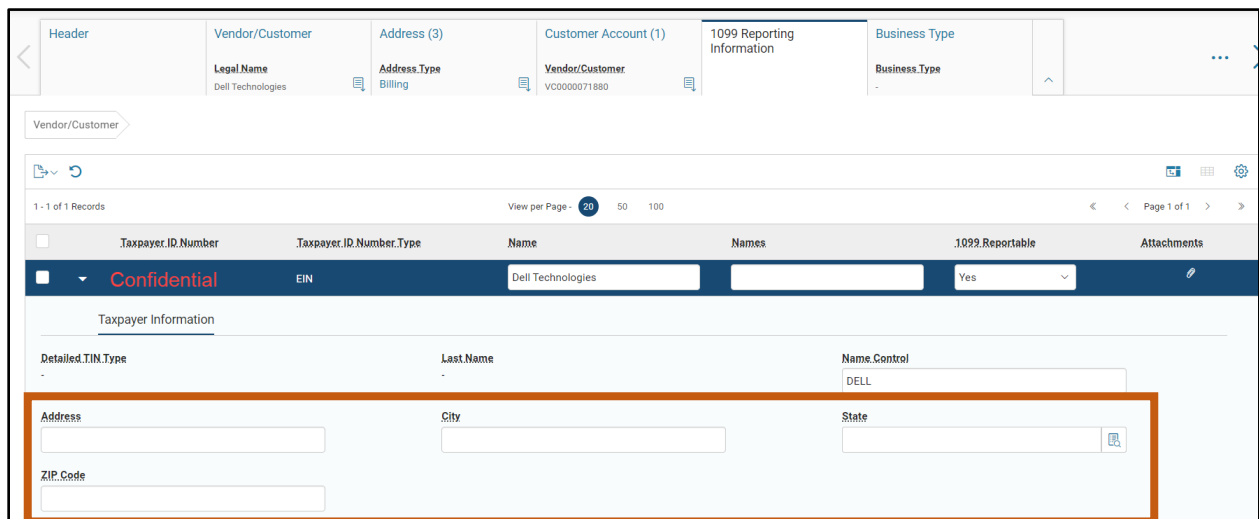 Header
Vendor/Customer
Address (3)
Customer Account (1)
1099 Reporting
Information
Business Type
Legal Name
Address Type
Vendor/Customer
Business Type
Dell Technologies
Billing
VC0000071880
-
...
Vendor/Customer
1 - 1 of 1 Records
View per Page - 20 50 100
« < Page 1 of 1 > »
Taxpayer ID Number Taxpayer ID Number Type Name Names 1099 Reportable Attachments
Confidential EIN Dell Technologies Yes
Taxpayer Information
Detailed TIN Type Last Name Name Control
- - DELL
Address City State
ZIP Code